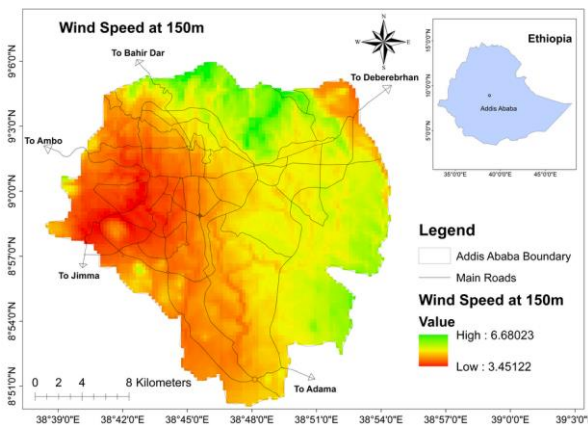 Wind Speed at 150m
N
W
E
S
To Bahir Dar
To Deberebrhan
To Ambo
To Jimma
To Adama
9°6'0"N
9°3'0"N
9°0'0"N
8°57'0"N
8°54'0"N
8°51'0"N
0 2 4 8 Kilometers
38°39'0"E 38°42'0"E 38°45'0"E 38°48'0"E 38°51'0"E 38°54'0"E 38°57'0"E 39°0'0"E 39°3'0"E
Ethiopia
Addis Ababa
35°0'0"E 40°0'0"E 45°0'0"E
Legend
Addis Ababa Boundary
Main Roads
Wind Speed at 150m
Value
High : 6.68023
Low : 3.45122